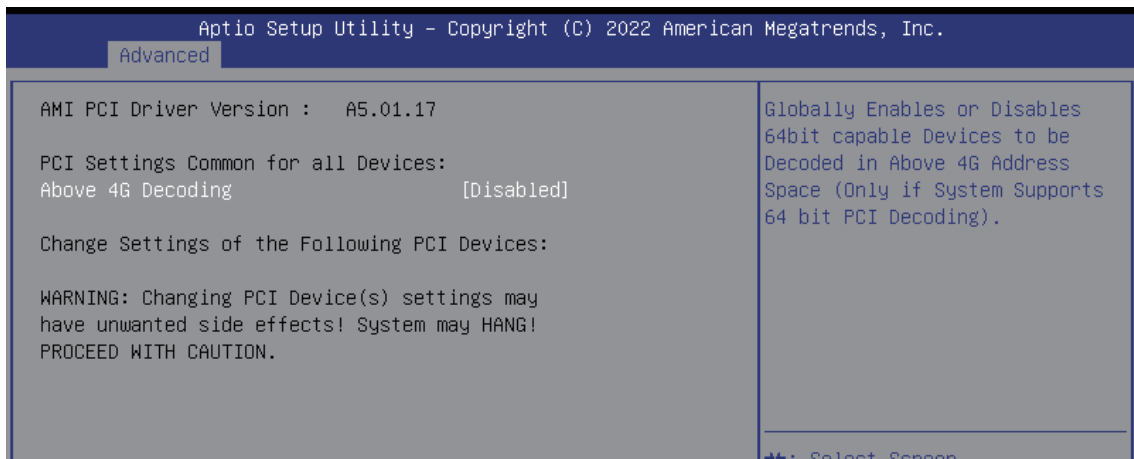 Aptio Setup Utility – Copyright (C) 2022 American Megatrends, Inc.
Advanced
AMI PCI Driver Version :   A5.01.17
PCI Settings Common for all Devices:
Above 4G Decoding   [Disabled]
Change Settings of the Following PCI Devices:
WARNING: Changing PCI Device(s) settings may
have unwanted side effects! System may HANG!
PROCEED WITH CAUTION.
Globally Enables or Disables
64bit capable Devices to be
Decoded in Above 4G Address
Space (Only if System Supports
64 bit PCI Decoding).
: Select Screen